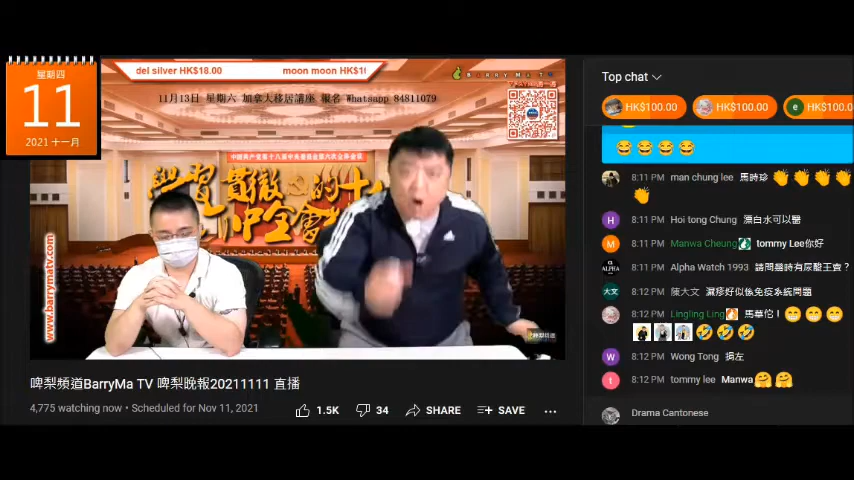 星期四
11
2021 十一月
del silver HK$18.00
moon moon HK$1
BARRYMA
11月13日 星期六 加拿大移居講座 報名 Whatsapp 84811079
www.barrymatv.com
啤梨頻道BarryMa TV 啤梨晚報20211111 直播
4,775 watching now • Scheduled for Nov 11, 2021
1.5K
34
SHARE
SAVE
Top chat
HK$100.00
HK$100.00
HK$100.00
8:11 PM man chung lee 馬時珍
8:11 PM Hoi tong Chung 漂白水可以醫
8:11 PM Manwa Cheung tommy Lee你好
8:11 PM Alpha Watch 1993 請問醫時有尿酸王壹?
8:12 PM 陳大文 濕疹好似係免疫系統問題
8:12 PM Lingling Ling 馬華佗!
8:12 PM Wong Tong 捐左
8:12 PM tommy lee Manwa
Drama Cantonese